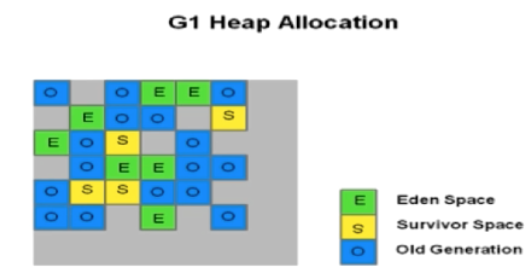 G1 Heap Allocation
O O E E O
E O O S
E O S O
O E E O O
O S S O O
O O E O
E Eden Space
S Survivor Space
O Old Generation